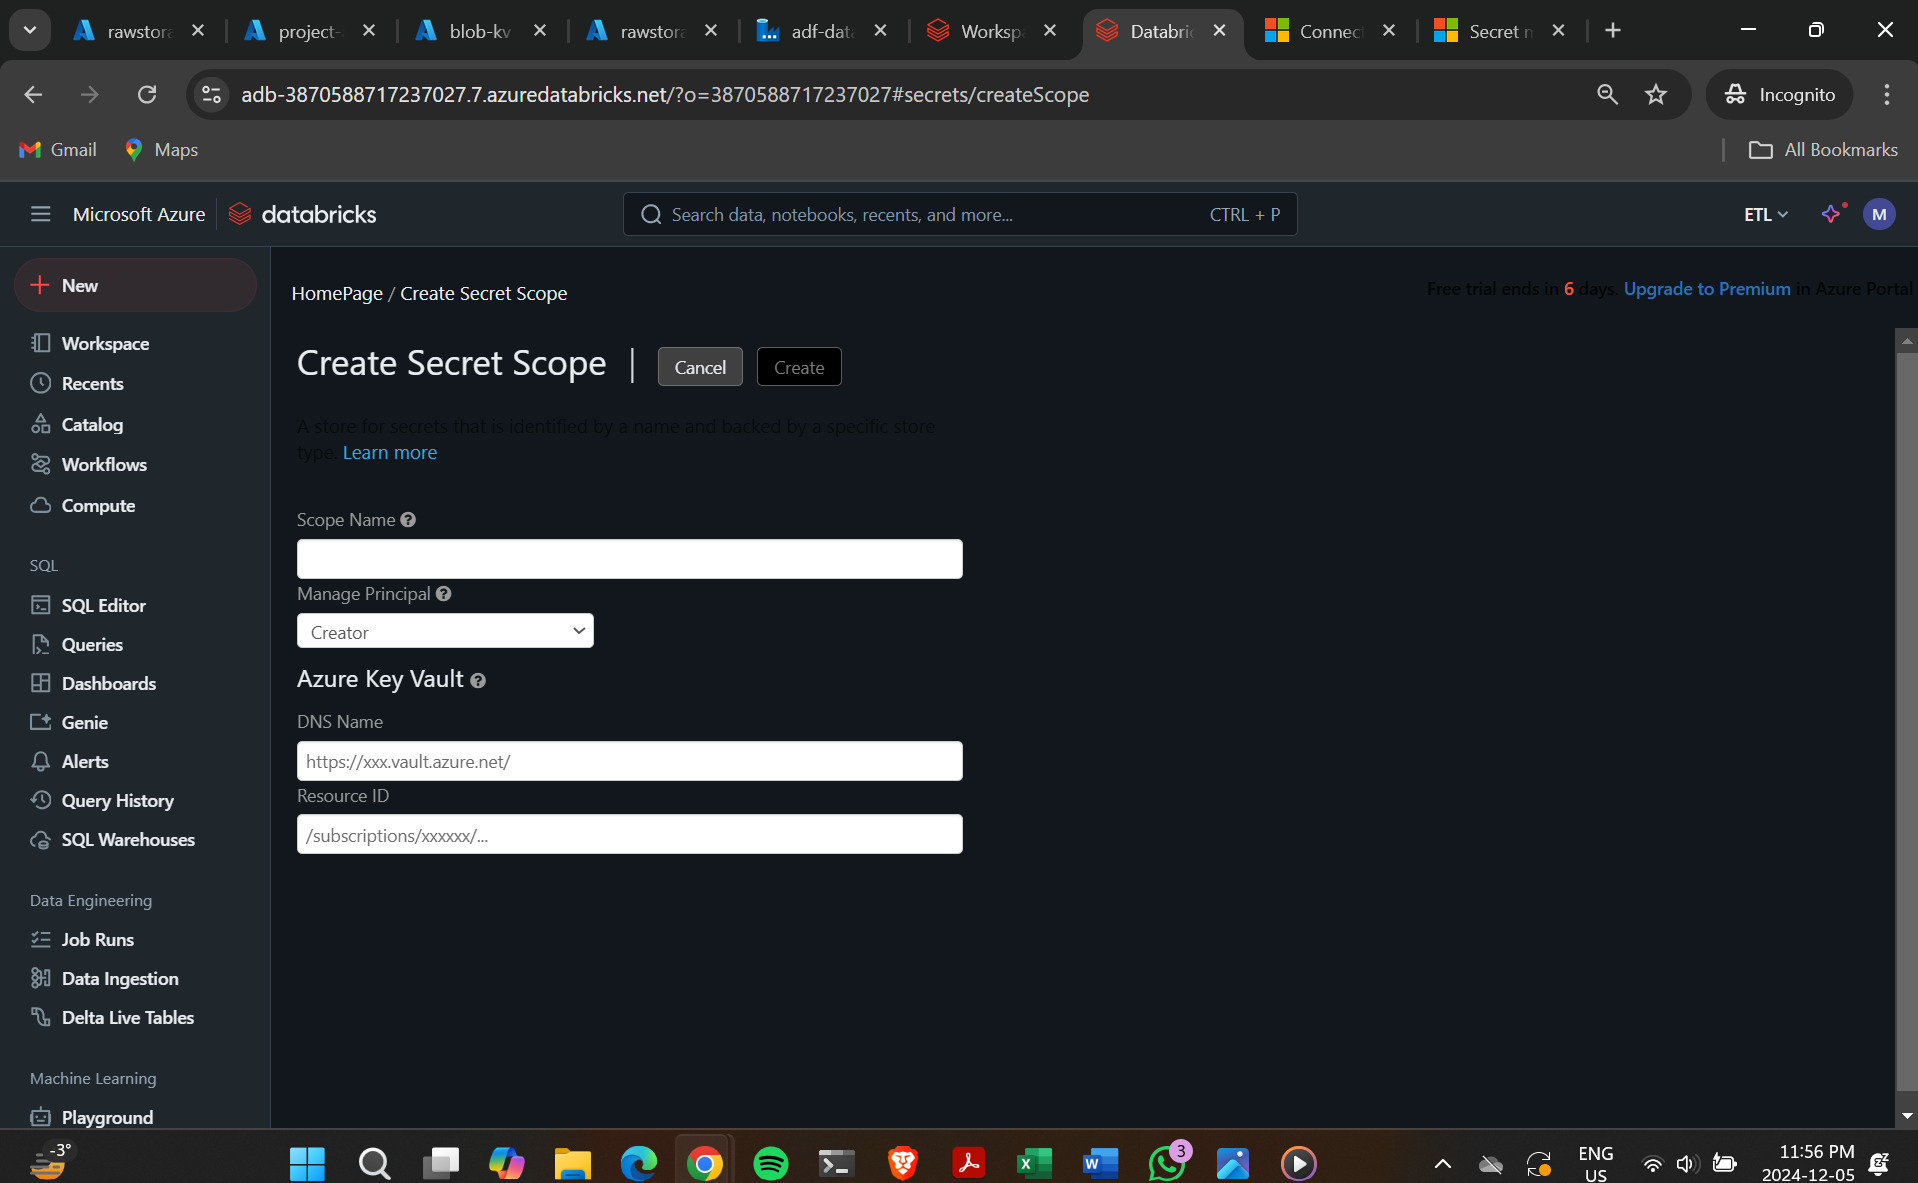 rawstora
project-
blob-kv
rawstora
adf-data
Worksp
Databric
Connect
Secret m
adb-3870588717237027.7.azuredatabricks.net/?o=3870588717237027#secrets/createScope
Incognito
Gmail
Maps
All Bookmarks
Microsoft Azure
databricks
Search data, notebooks, recents, and more...
CTRL + P
ETL
M
New
HomePage / Create Secret Scope
Free trial ends in 6 days. Upgrade to Premium in Azure Portal
Workspace
Recents
Catalog
Workflows
Compute
SQL
SQL Editor
Queries
Dashboards
Genie
Alerts
Query History
SQL Warehouses
Data Engineering
Job Runs
Data Ingestion
Delta Live Tables
Machine Learning
Playground
Create Secret Scope | Cancel Create
A store for secrets that is identified by a name and backed by a specific store
type. Learn more
Scope Name ?
Manage Principal ?
Creator
Azure Key Vault ?
DNS Name
https://xxx.vault.azure.net/
Resource ID
/subscriptions/xxxxxx/...
-3°
3
ENG
US
11:56 PM
2024-12-05